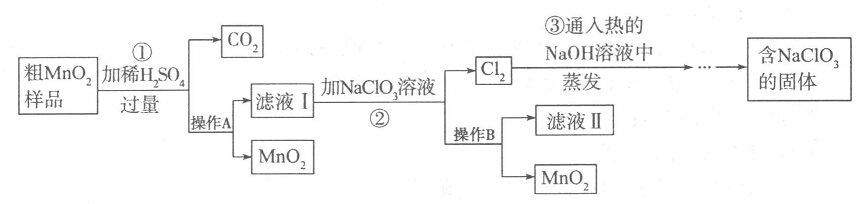 粗MnO₂
样品
①
加稀H₂SO₄
过量
CO₂
操作A
滤液Ⅰ
MnO₂
加NaClO₃溶液
②
Cl₂
操作B
滤液Ⅱ
MnO₂
③通入热的
NaOH溶液中
蒸发
…
含NaClO₃
的固体